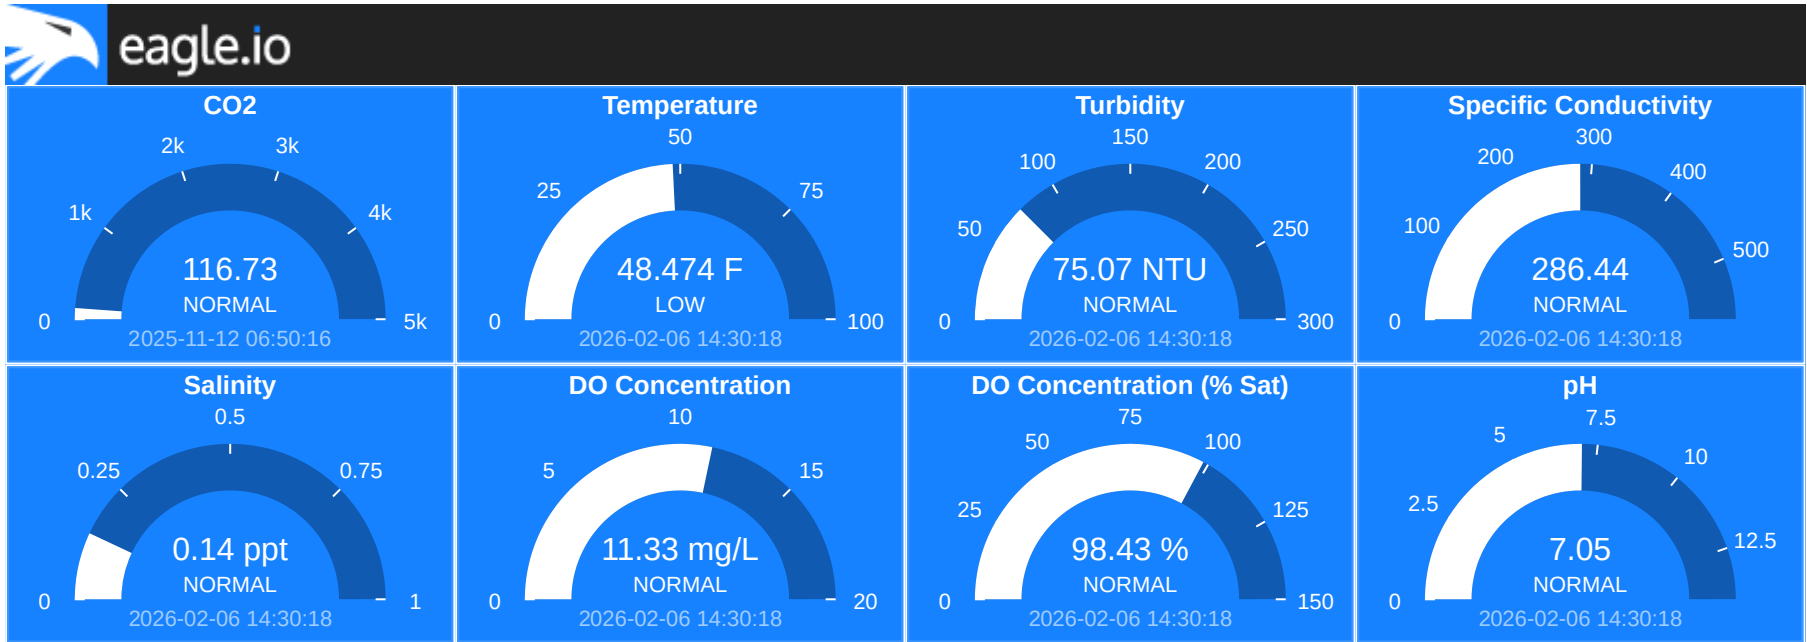 eagle.io
CO2
2k
3k
1k
4k
0
5k
116.73
NORMAL
2025-11-12 06:50:16
Temperature
50
25
75
0
100
48.474 F
LOW
2026-02-06 14:30:18
Turbidity
150
100
200
50
250
0
300
75.07 NTU
NORMAL
2026-02-06 14:30:18
Specific Conductivity
300
200
400
100
500
0
286.44
NORMAL
2026-02-06 14:30:18
Salinity
0.5
0.25
0.75
0
1
0.14 ppt
NORMAL
2026-02-06 14:30:18
DO Concentration
10
5
15
0
20
11.33 mg/L
NORMAL
2026-02-06 14:30:18
DO Concentration (% Sat)
75
50
100
25
125
0
150
98.43 %
NORMAL
2026-02-06 14:30:18
pH
7.5
5
10
2.5
12.5
0
7.05
NORMAL
2026-02-06 14:30:18